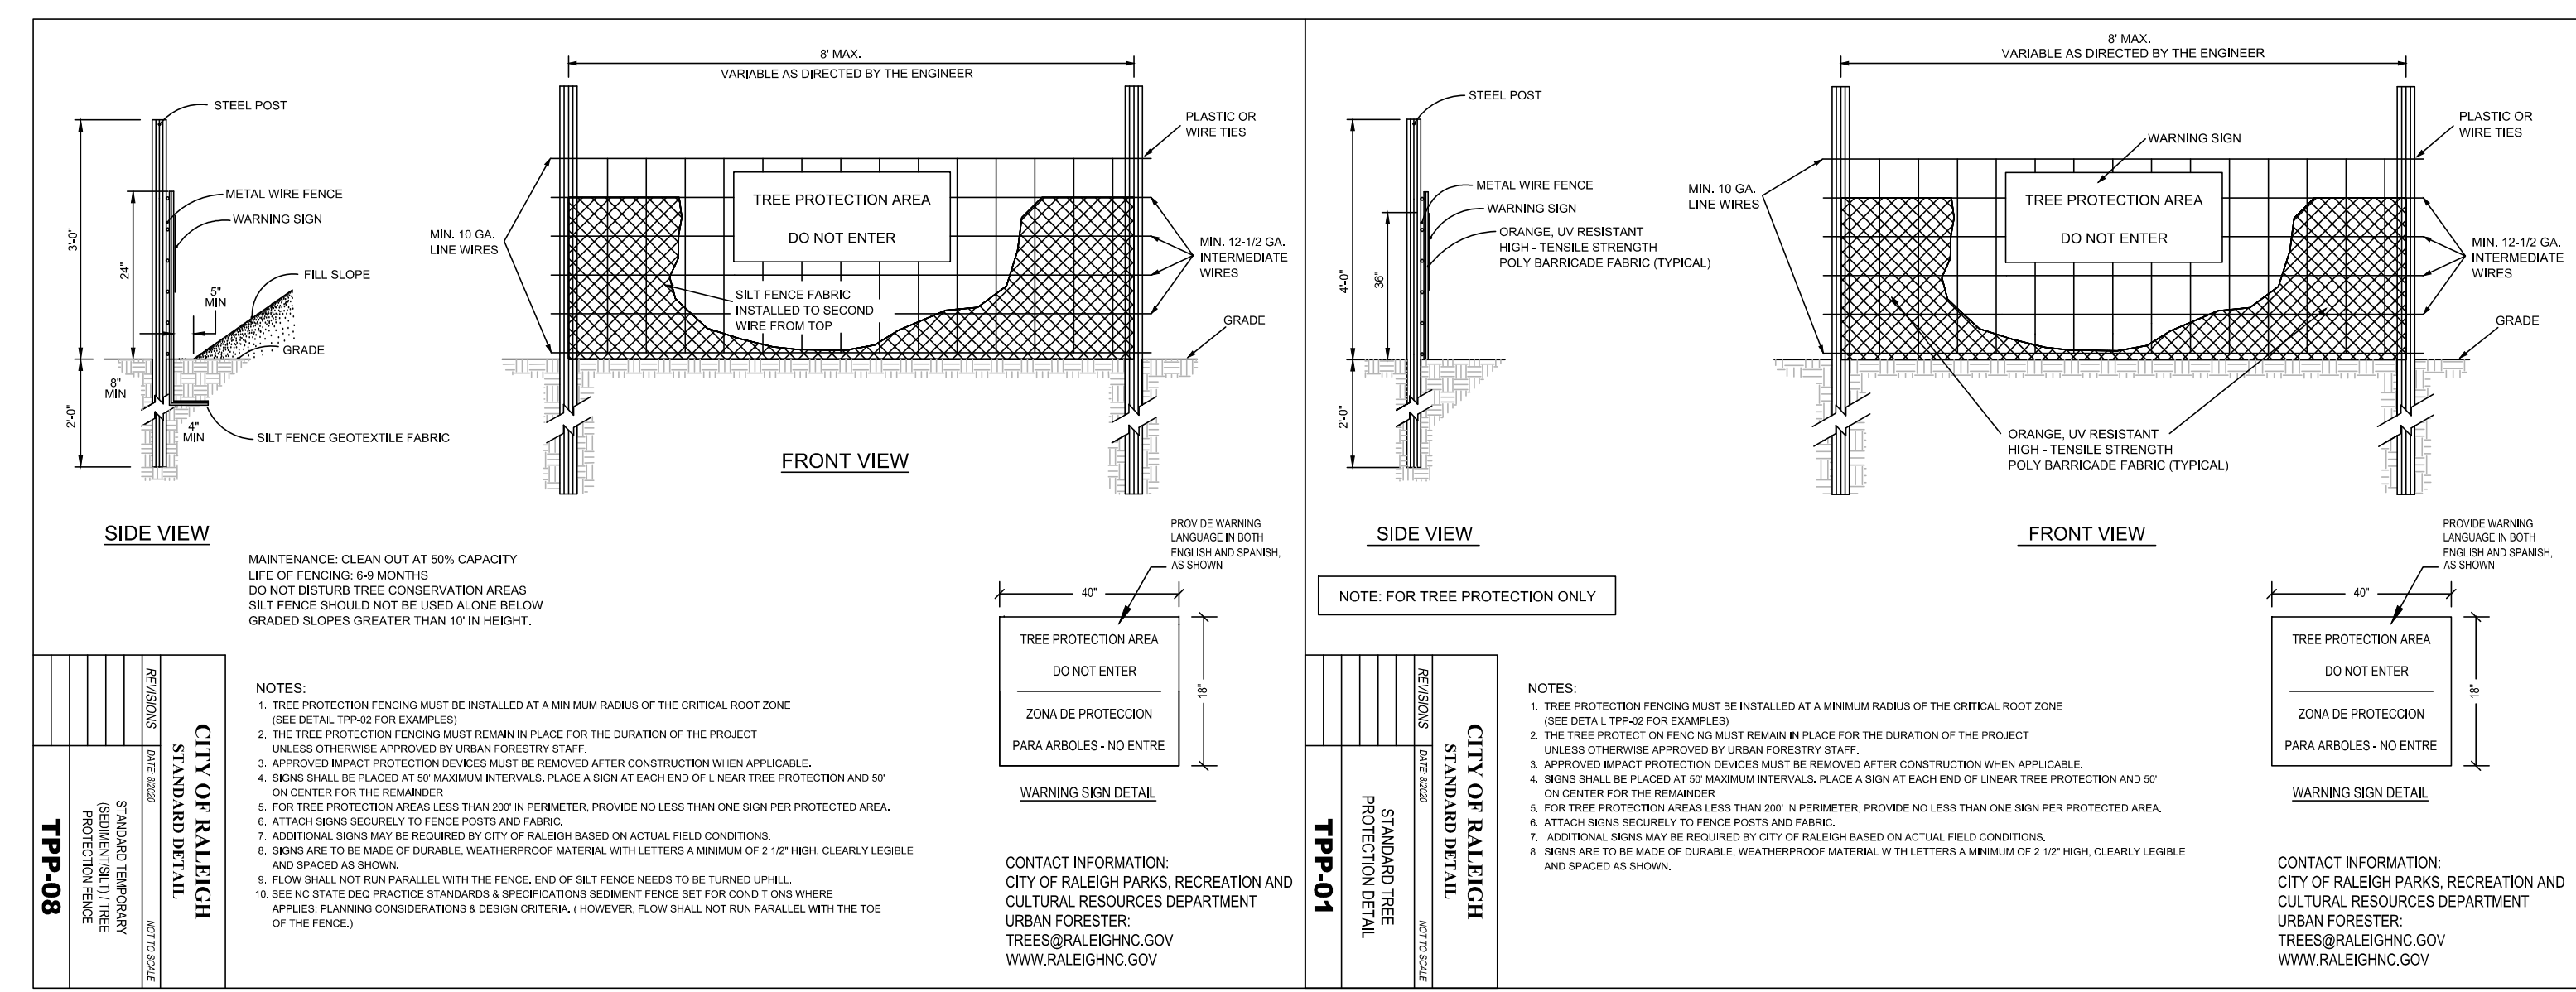 8' MAX.
VARIABLE AS DIRECTED BY THE ENGINEER
STEEL POST
PLASTIC OR
WIRE TIES
METAL WIRE FENCE
WARNING SIGN
3'-0"
24"
MIN. 10 GA.
LINE WIRES
TREE PROTECTION AREA
DO NOT ENTER
MIN. 12-1/2 GA.
INTERMEDIATE
WIRES
FILL SLOPE
5"
MIN
SILT FENCE FABRIC
INSTALLED TO SECOND
WIRE FROM TOP
GRADE
GRADE
8"
MIN
2'-0"
4"
MIN
SILT FENCE GEOTEXTILE FABRIC
FRONT VIEW
SIDE VIEW
MAINTENANCE: CLEAN OUT AT 50% CAPACITY
LIFE OF FENCING: 6-9 MONTHS
DO NOT DISTURB TREE CONSERVATION AREAS
SILT FENCE SHOULD NOT BE USED ALONE BELOW
GRADED SLOPES GREATER THAN 10' IN HEIGHT.
PROVIDE WARNING
LANGUAGE IN BOTH
ENGLISH AND SPANISH,
AS SHOWN
40"
18"
TREE PROTECTION AREA
DO NOT ENTER
ZONA DE PROTECCION
PARA ARBOLES - NO ENTRE
WARNING SIGN DETAIL
NOTES:
1. TREE PROTECTION FENCING MUST BE INSTALLED AT A MINIMUM RADIUS OF THE CRITICAL ROOT ZONE
(SEE DETAIL TPP-02 FOR EXAMPLES)
2. THE TREE PROTECTION FENCING MUST REMAIN IN PLACE FOR THE DURATION OF THE PROJECT
UNLESS OTHERWISE APPROVED BY URBAN FORESTRY STAFF.
3. APPROVED IMPACT PROTECTION DEVICES MUST BE REMOVED AFTER CONSTRUCTION WHEN APPLICABLE.
4. SIGNS SHALL BE PLACED AT 50' MAXIMUM INTERVALS. PLACE A SIGN AT EACH END OF LINEAR TREE PROTECTION AND 50'
ON CENTER FOR THE REMAINDER
5. FOR TREE PROTECTION AREAS LESS THAN 200' IN PERIMETER, PROVIDE NO LESS THAN ONE SIGN PER PROTECTED AREA.
6. ATTACH SIGNS SECURELY TO FENCE POSTS AND FABRIC.
7. ADDITIONAL SIGNS MAY BE REQUIRED BY CITY OF RALEIGH BASED ON ACTUAL FIELD CONDITIONS.
8. SIGNS ARE TO BE MADE OF DURABLE, WEATHERPROOF MATERIAL WITH LETTERS A MINIMUM OF 2 1/2" HIGH, CLEARLY LEGIBLE
AND SPACED AS SHOWN.
9. FLOW SHALL NOT RUN PARALLEL WITH THE FENCE. END OF SILT FENCE NEEDS TO BE TURNED UPHILL.
10. SEE NC STATE DEQ PRACTICE STANDARDS & SPECIFICATIONS SEDIMENT FENCE SET FOR CONDITIONS WHERE
APPLIES; PLANNING CONSIDERATIONS & DESIGN CRITERIA. ( HOWEVER, FLOW SHALL NOT RUN PARALLEL WITH THE TOE
OF THE FENCE.)
CONTACT INFORMATION:
CITY OF RALEIGH PARKS, RECREATION AND
CULTURAL RESOURCES DEPARTMENT
URBAN FORESTER:
TREES@RALEIGHNC.GOV
WWW.RALEIGHNC.GOV
CITY OF RALEIGH
STANDARD DETAIL
REVISIONS
DATE: 8/2020
NOT TO SCALE
STANDARD TEMPORARY
(SEDIMENT/SILT) / TREE
PROTECTION FENCE
TPP-08
8' MAX.
VARIABLE AS DIRECTED BY THE ENGINEER
STEEL POST
PLASTIC OR
WIRE TIES
WARNING SIGN
METAL WIRE FENCE
WARNING SIGN
ORANGE, UV RESISTANT
HIGH - TENSILE STRENGTH
POLY BARRICADE FABRIC (TYPICAL)
4'-0"
36"
2'-0"
MIN. 10 GA.
LINE WIRES
TREE PROTECTION AREA
DO NOT ENTER
MIN. 12-1/2 GA.
INTERMEDIATE
WIRES
GRADE
ORANGE, UV RESISTANT
HIGH - TENSILE STRENGTH
POLY BARRICADE FABRIC (TYPICAL)
SIDE VIEW
FRONT VIEW
NOTE: FOR TREE PROTECTION ONLY
PROVIDE WARNING
LANGUAGE IN BOTH
ENGLISH AND SPANISH,
AS SHOWN
40"
18"
TREE PROTECTION AREA
DO NOT ENTER
ZONA DE PROTECCION
PARA ARBOLES - NO ENTRE
WARNING SIGN DETAIL
NOTES:
1. TREE PROTECTION FENCING MUST BE INSTALLED AT A MINIMUM RADIUS OF THE CRITICAL ROOT ZONE
(SEE DETAIL TPP-02 FOR EXAMPLES)
2. THE TREE PROTECTION FENCING MUST REMAIN IN PLACE FOR THE DURATION OF THE PROJECT
UNLESS OTHERWISE APPROVED BY URBAN FORESTRY STAFF.
3. APPROVED IMPACT PROTECTION DEVICES MUST BE REMOVED AFTER CONSTRUCTION WHEN APPLICABLE.
4. SIGNS SHALL BE PLACED AT 50' MAXIMUM INTERVALS. PLACE A SIGN AT EACH END OF LINEAR TREE PROTECTION AND 50'
ON CENTER FOR THE REMAINDER
5. FOR TREE PROTECTION AREAS LESS THAN 200' IN PERIMETER, PROVIDE NO LESS THAN ONE SIGN PER PROTECTED AREA.
6. ATTACH SIGNS SECURELY TO FENCE POSTS AND FABRIC.
7. ADDITIONAL SIGNS MAY BE REQUIRED BY CITY OF RALEIGH BASED ON ACTUAL FIELD CONDITIONS.
8. SIGNS ARE TO BE MADE OF DURABLE, WEATHERPROOF MATERIAL WITH LETTERS A MINIMUM OF 2 1/2" HIGH, CLEARLY LEGIBLE
AND SPACED AS SHOWN.
CONTACT INFORMATION:
CITY OF RALEIGH PARKS, RECREATION AND
CULTURAL RESOURCES DEPARTMENT
URBAN FORESTER:
TREES@RALEIGHNC.GOV
WWW.RALEIGHNC.GOV
CITY OF RALEIGH
STANDARD DETAIL
REVISIONS
DATE: 8/2020
NOT TO SCALE
STANDARD TREE
PROTECTION DETAIL
TPP-01